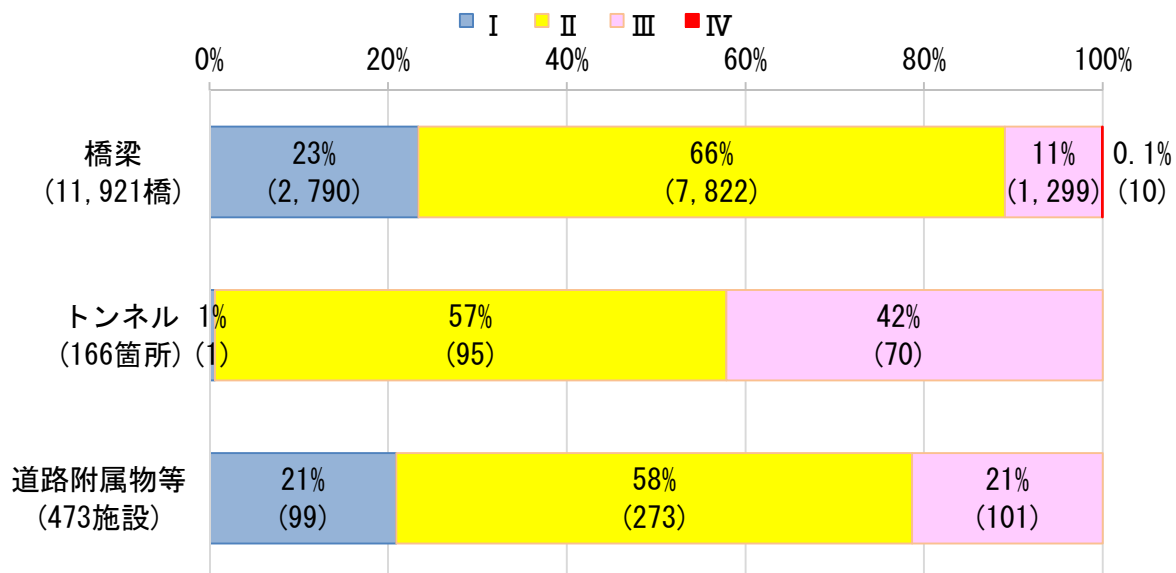 Ⅰ Ⅱ Ⅲ Ⅳ
0% 20% 40% 60% 80% 100%
橋梁
(11,921橋)
23%
(2,790)
66%
(7,822)
11%
(1,299)
0.1%
(10)
トンネル
(166箇所)
1%
(1)
57%
(95)
42%
(70)
道路附属物等
(473施設)
21%
(99)
58%
(273)
21%
(101)